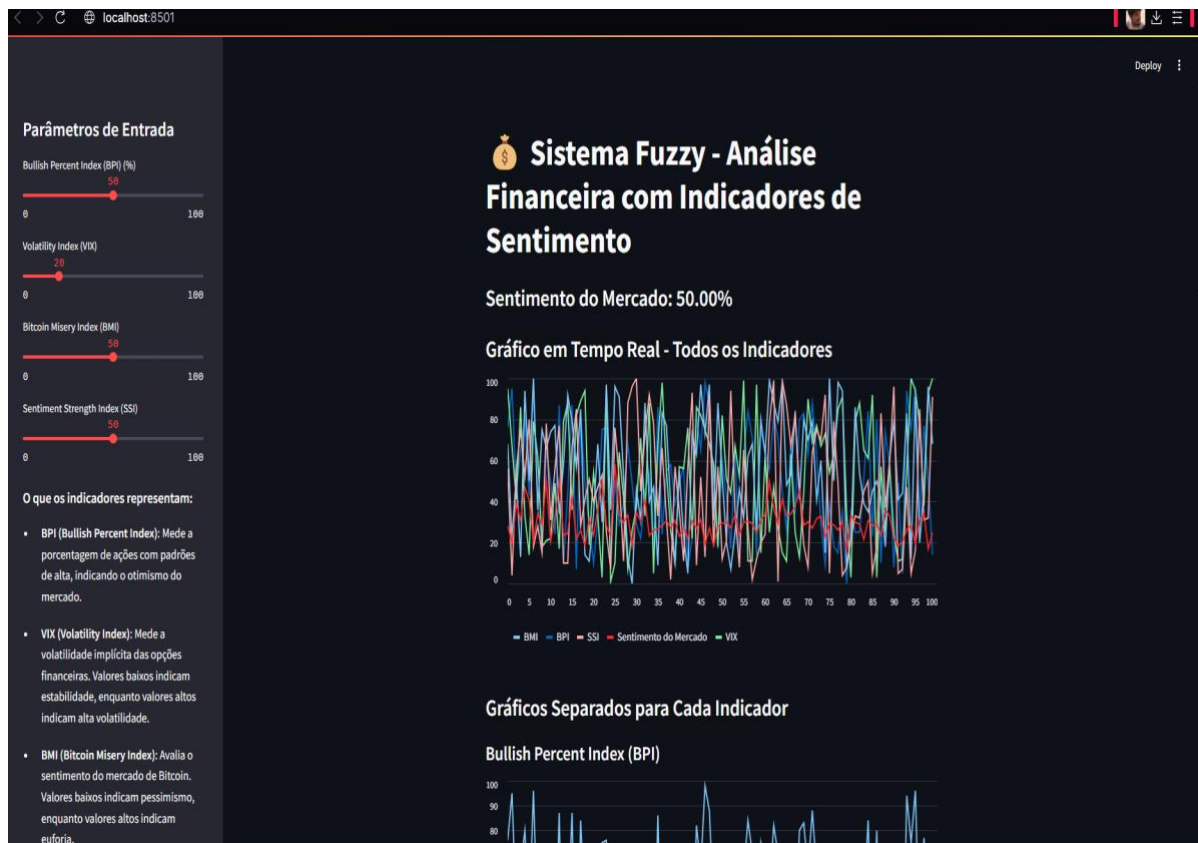 localhost:8501
Deploy
Parâmetros de Entrada
Bullish Percent Index (BPI) (%)
50
0 100
Volatility Index (VIX)
20
0 100
Bitcoin Misery Index (BMI)
50
0 100
Sentiment Strength Index (SSI)
50
0 100
O que os indicadores representam:
• BPI (Bullish Percent Index): Mede a
porcentagem de ações com padrões
de alta, indicando o otimismo do
mercado.
• VIX (Volatility Index): Mede a
volatilidade implícita das opções
financeiras. Valores baixos indicam
estabilidade, enquanto valores altos
indicam alta volatilidade.
• BMI (Bitcoin Misery Index): Avalia o
sentimento do mercado de Bitcoin.
Valores baixos indicam pessimismo,
enquanto valores altos indicam
euforia.
Sistema Fuzzy - Análise
Financeira com Indicadores de
Sentimento
Sentimento do Mercado: 50.00%
Gráfico em Tempo Real - Todos os Indicadores
100
80
60
40
20
0
0 5 10 15 20 25 30 35 40 45 50 55 60 65 70 75 80 85 90 95 100
BMI BPI SSI Sentimento do Mercado VIX
Gráficos Separados para Cada Indicador
Bullish Percent Index (BPI)
100
90
80